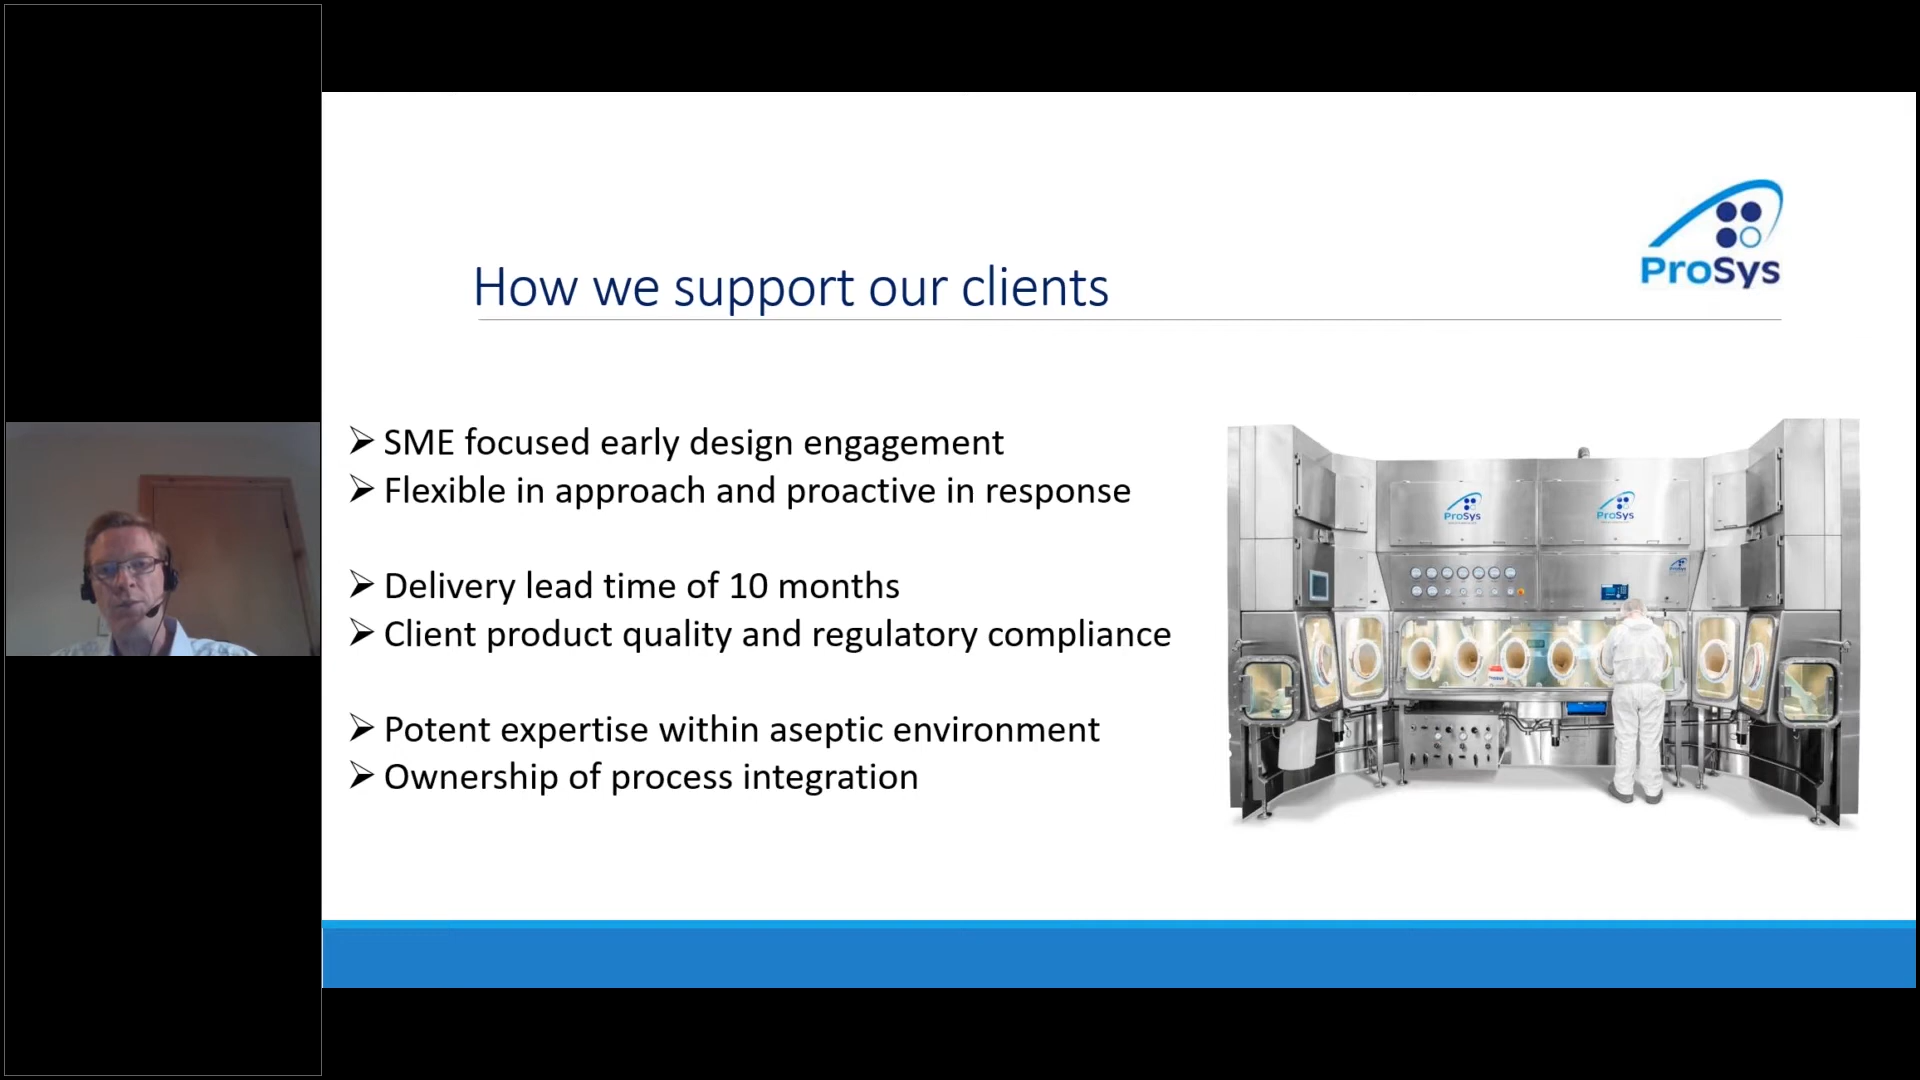 ProSys
How we support our clients
➢ SME focused early design engagement
➢ Flexible in approach and proactive in response
➢ Delivery lead time of 10 months
➢ Client product quality and regulatory compliance
➢ Potent expertise within aseptic environment
➢ Ownership of process integration
ProSys
ProSys
ProSys